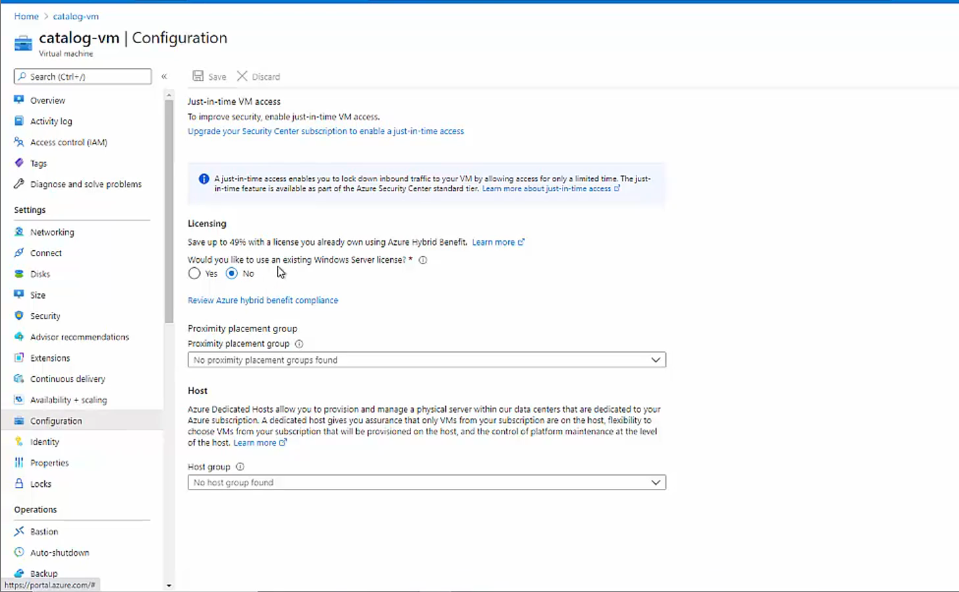 Home > catalog-vm
catalog-vm | Configuration
Virtual machine
Search (Ctrl+/)
«
Save
Discard
Overview
Activity log
Access control (IAM)
Tags
Diagnose and solve problems
Settings
Networking
Connect
Disks
Size
Security
Advisor recommendations
Extensions
Continuous delivery
Availability + scaling
Configuration
Identity
Properties
Locks
Operations
Bastion
Auto-shutdown
Backup
https://portal.azure.com/#
Just-in-time VM access
To improve security, enable just-in-time VM access.
Upgrade your Security Center subscription to enable a just-in-time access
A just-in-time access enables you to lock down inbound traffic to your VM by allowing access for only a limited time. The just-
in-time feature is available as part of the Azure Security Center standard tier. Learn more about just-in-time access
Licensing
Save up to 49% with a license you already own using Azure Hybrid Benefit. Learn more
Would you like to use an existing Windows Server license? *
Yes No
Review Azure hybrid benefit compliance
Proximity placement group
Proximity placement group
No proximity placement groups found
Host
Azure Dedicated Hosts allow you to provision and manage a physical server within our data centers that are dedicated to your
Azure subscription. A dedicated host gives you assurance that only VMs from your subscription are on the host, flexibility to
choose VMs from your subscription that will be provisioned on the host, and the control of platform maintenance at the level
of the host. Learn more
Host group
No host group found